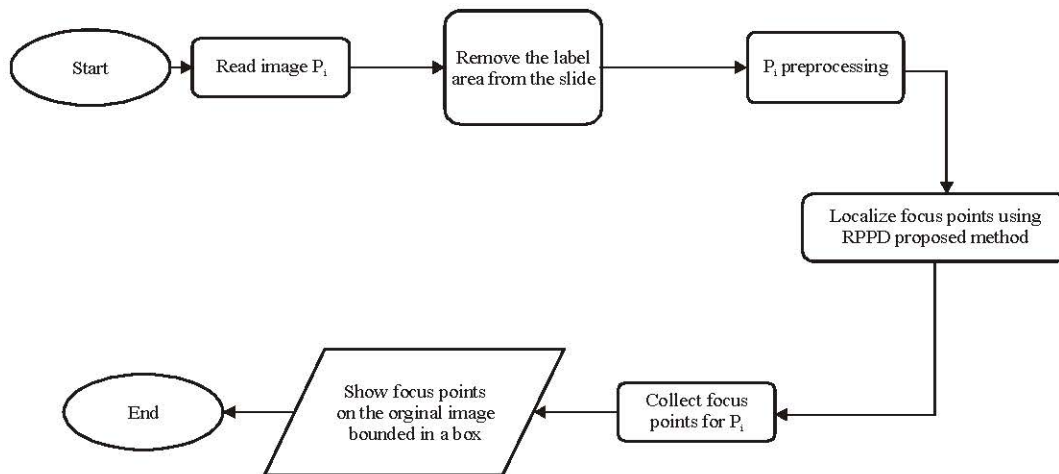 Start
Read image Pi
Remove the label
area from the slide
Pi preprocessing
Localize focus points using
RPPD proposed method
Collect focus
points for Pi
Show focus points
on the orginal image
bounded in a box
End